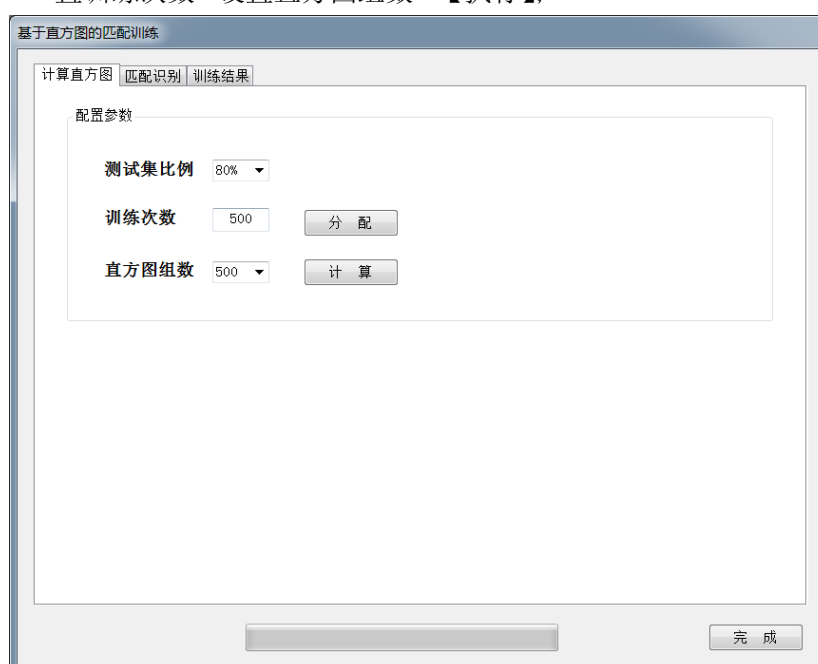 基于直方图的匹配训练
计算直方图 匹配识别 训练结果
配置参数
测试集比例 80%
训练次数 500 分 配
直方图组数 500 计 算
完 成